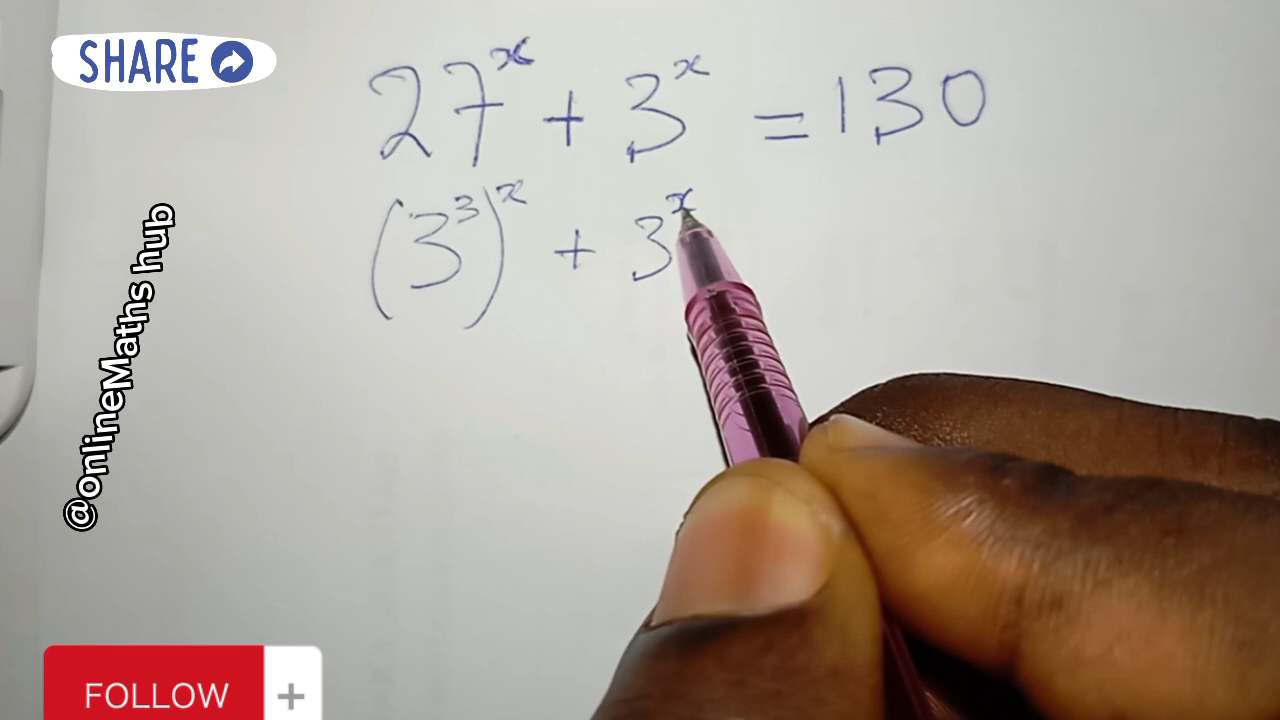 SHARE
27^x + 3^x = 130
(3^3)^x + 3^x
@onlineMaths hub
FOLLOW +